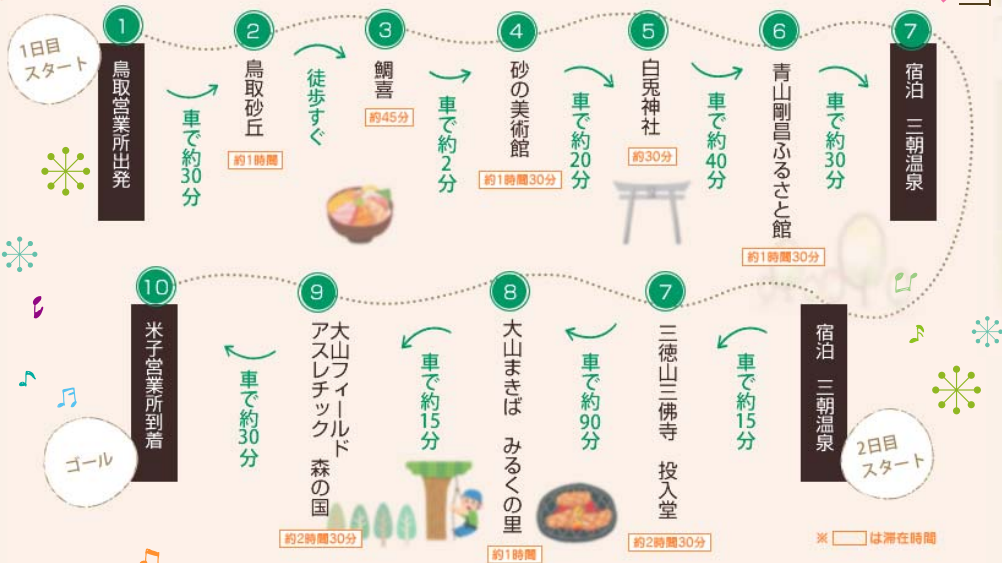 1日目
スタート
1
鳥取営業所出発
車で約30分
2
鳥取砂丘
約1時間
徒歩すぐ
3
鯛喜
約45分
車で約2分
4
砂の美術館
約1時間30分
車で約20分
5
白兎神社
約30分
車で約40分
6
青山剛昌ふるさと館
約1時間30分
車で約30分
7
宿泊 三朝温泉
2日目
スタート
宿泊 三朝温泉
車で約15分
7
三徳山三佛寺 投入堂
約2時間30分
車で約90分
8
大山まきば みるくの里
約1時間
車で約15分
9
大山フィールド
アスレチック 森の国
約2時間30分
車で約30分
10
米子営業所到着
ゴール
※ は滞在時間